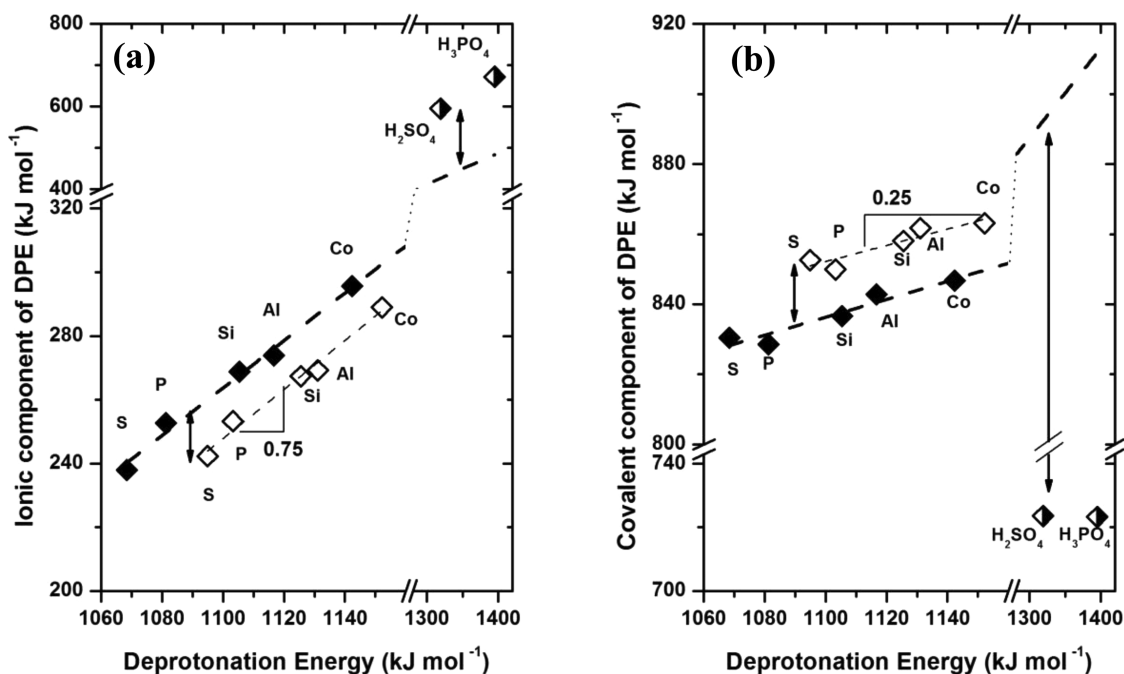 (a)
Ionic component of DPE (kJ mol⁻¹)
800
600
400
320
280
240
200
H₃PO₄
H₂SO₄
Co
Al
Si
P
S
Co
Al
Si
P
S
0.75
1060 1080 1100 1120 1140 1300 1400
Deprotonation Energy (kJ mol⁻¹)
(b)
Covalent component of DPE (kJ mol⁻¹)
920
880
840
800
740
700
Co
0.25
P
S
Si
Al
Co
Al
Si
S
P
H₂SO₄ H₃PO₄
1060 1080 1100 1120 1140 1300 1400
Deprotonation Energy (kJ mol⁻¹)